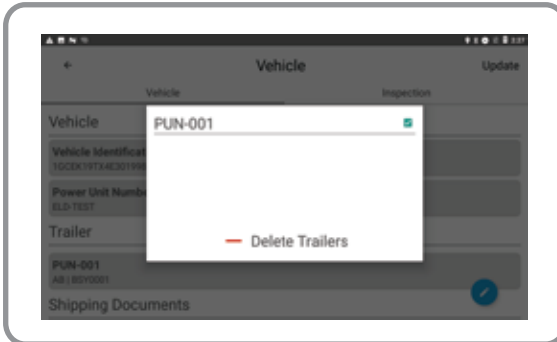 Vehicle
Update
Vehicle
Inspection
Vehicle
Vehicle Identificat
Power Unit Numbe
ELD-TEST
Trailer
PUN-001
Shipping Documents
PUN-001
Delete Trailers